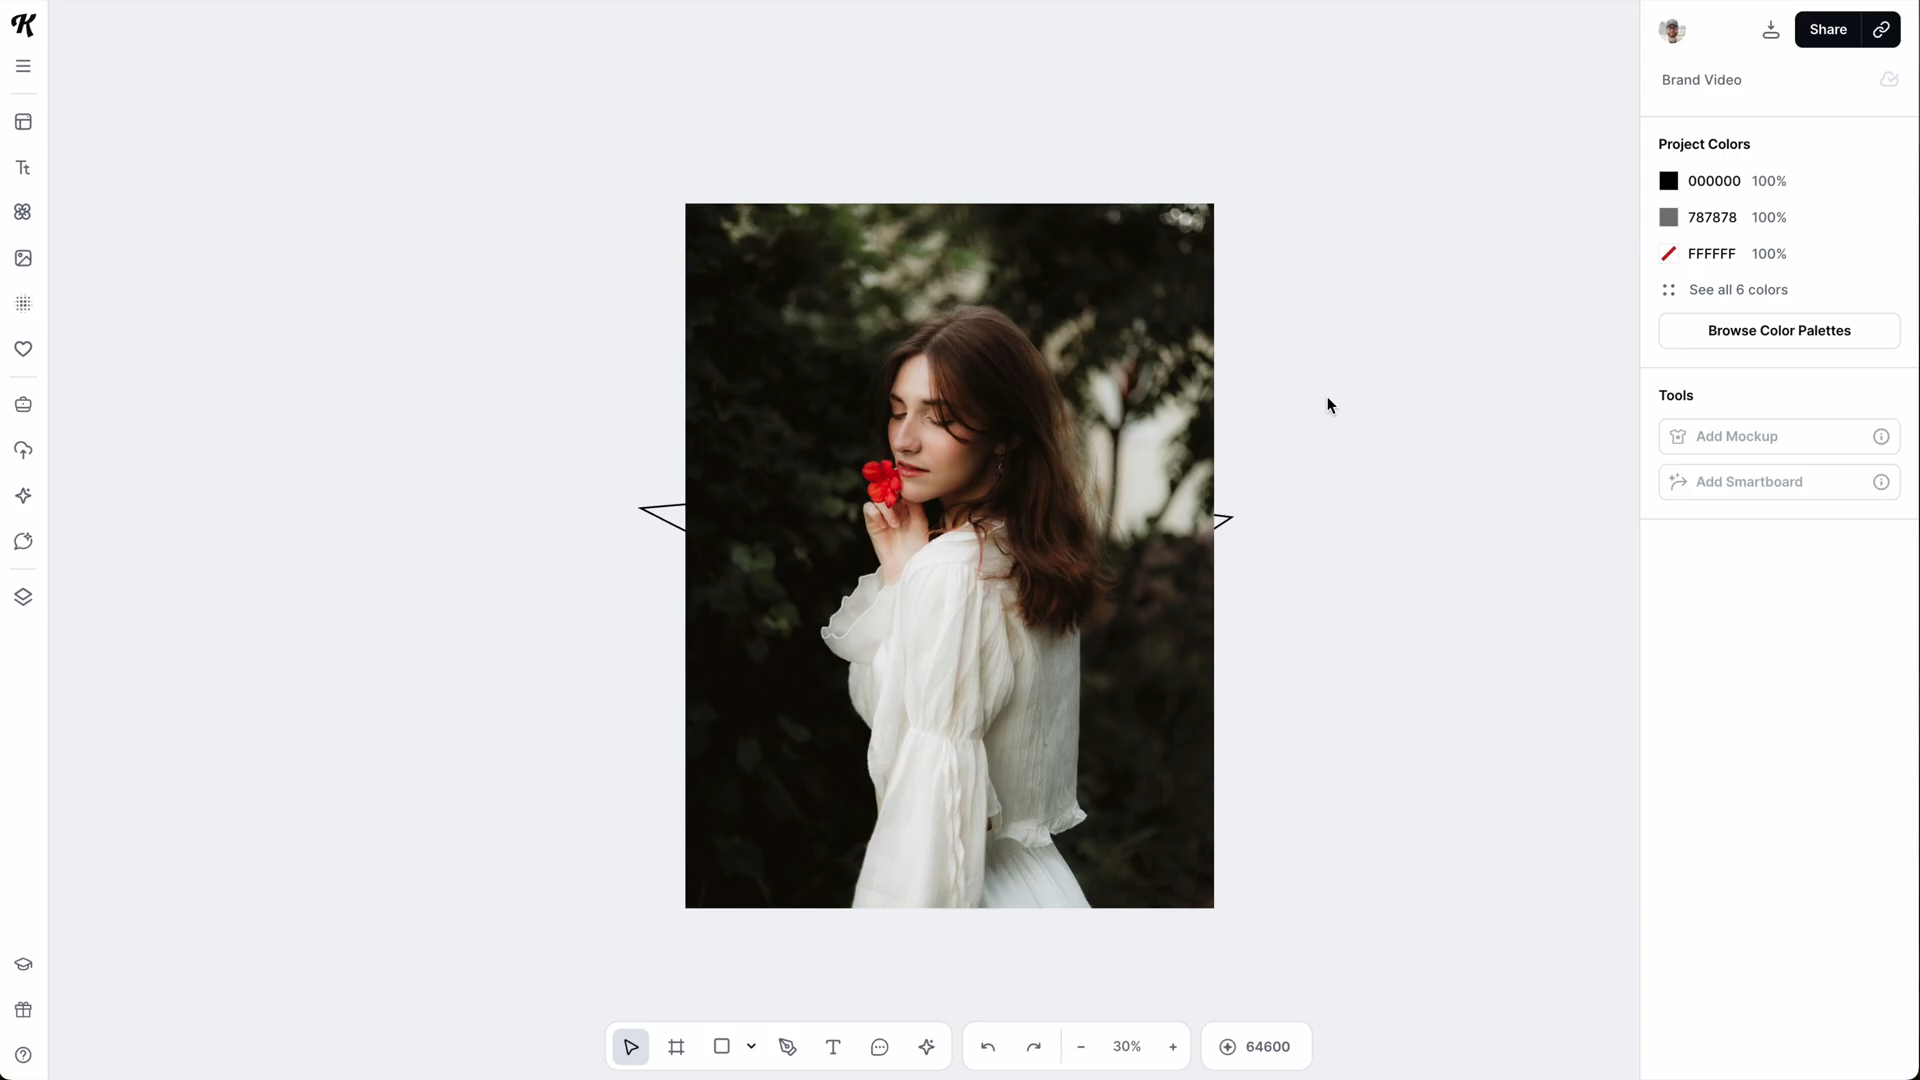 K
Share
Brand Video
Project Colors
000000 100%
787878 100%
FFFFFF 100%
See all 6 colors
Browse Color Palettes
Tools
Add Mockup
Add Smartboard
Tt
30%
64600